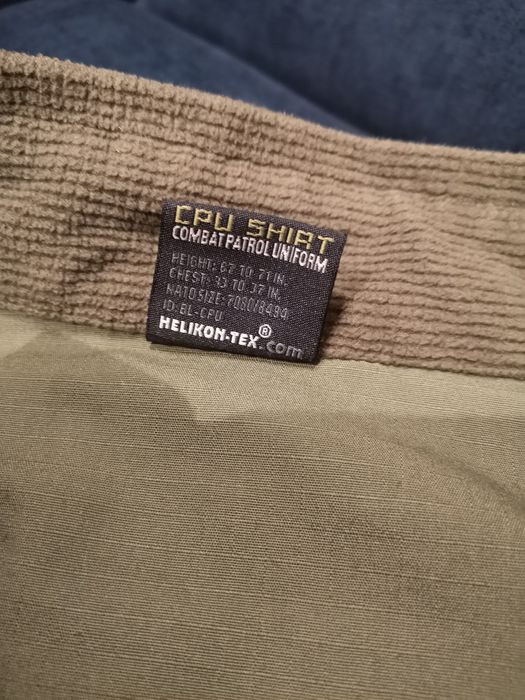 CPU SHIRT
COMBAT PATROL UNIFORM
HEIGHT: 67 TO 71 IN.
CHEST: 33 TO 37 IN.
NATO SIZE: 7080/8494
ID: BL-CPU
HELIKON-TEX®.com